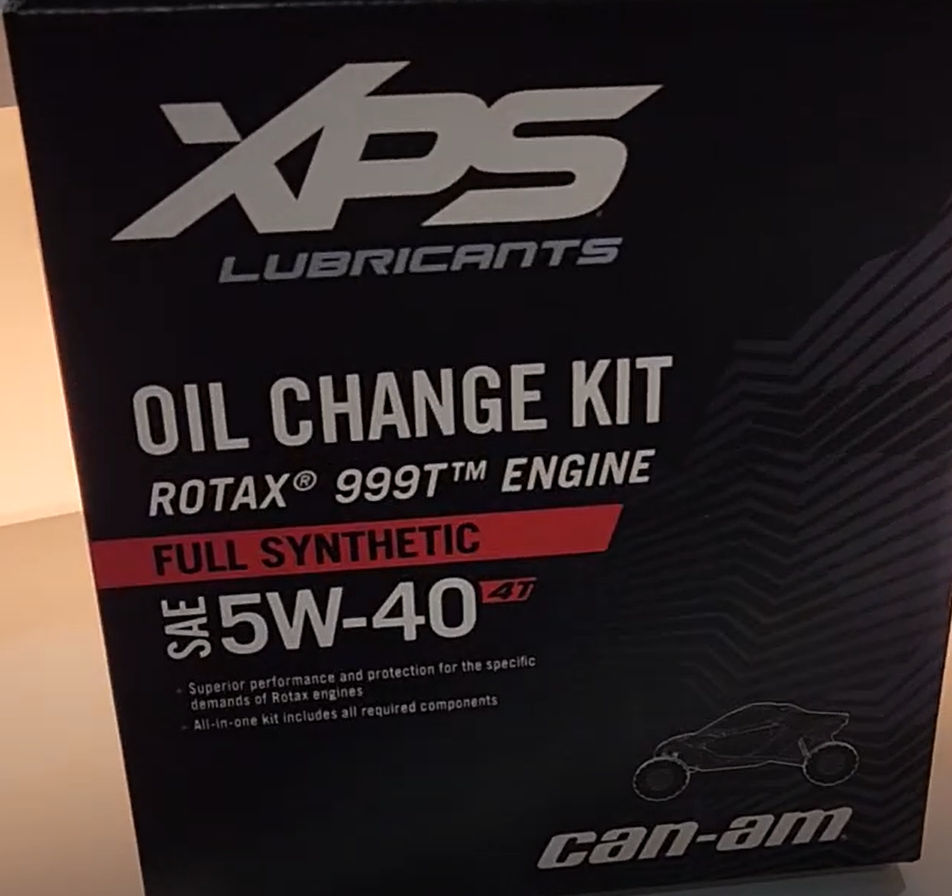 XPS
LUBRICANTS
OIL CHANGE KIT
ROTAX® 999T™ ENGINE
FULL SYNTHETIC
SAE 5W-40 4T
- Superior performance and protection for the specific
demands of Rotax engines
- All-in-one kit includes all required components
can-am